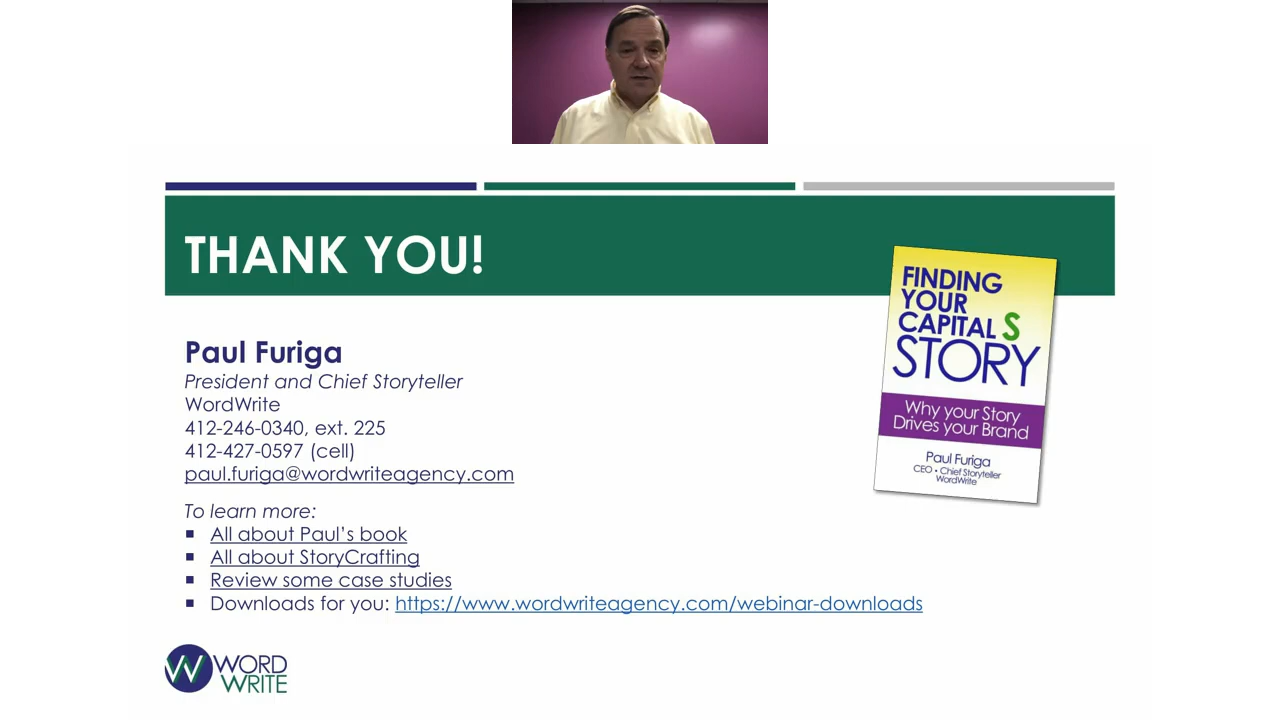 THANK YOU!
Paul Furiga
President and Chief Storyteller
WordWrite
412-246-0340, ext. 225
412-427-0597 (cell)
paul.furiga@wordwriteagency.com
To learn more:
All about Paul’s book
All about StoryCrafting
Review some case studies
Downloads for you: https://www.wordwriteagency.com/webinar-downloads
FINDING
YOUR
CAPITAL S
STORY
Why your Story
Drives your Brand
Paul Furiga
CEO • Chief Storyteller
WordWrite
W WORD
WRITE